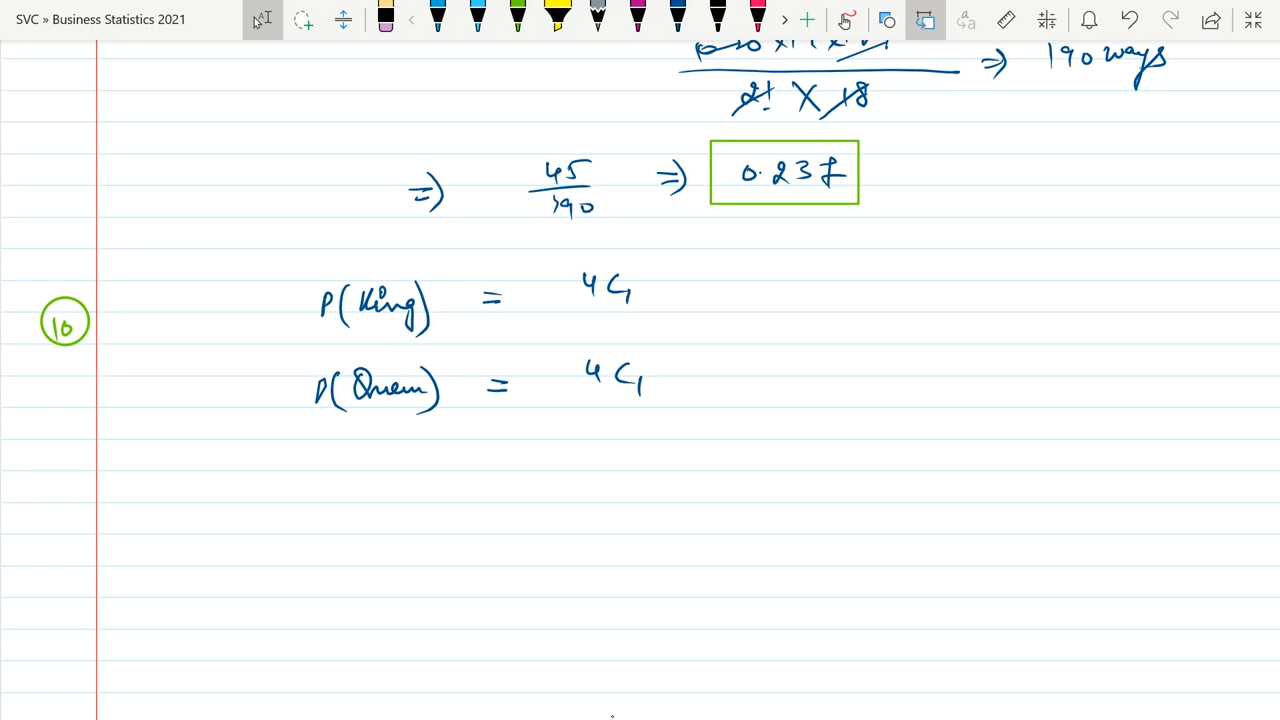 SVC » Business Statistics 2021
=> 190 ways
2! X 18
=> 45/190 => 0.237
10
P(King) = 4C1
P(Queen) = 4C1